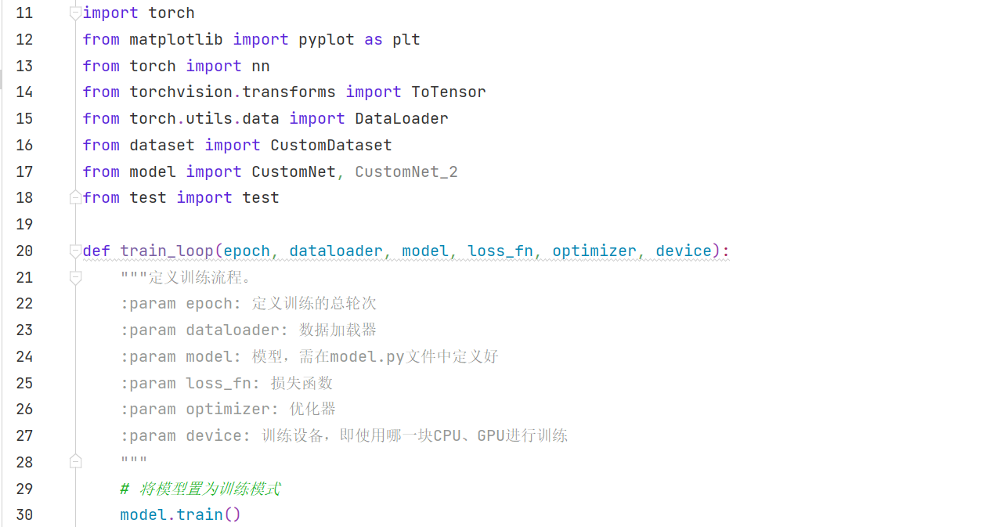 11 import torch
12 from matplotlib import pyplot as plt
13 from torch import nn
14 from torchvision.transforms import ToTensor
15 from torch.utils.data import DataLoader
16 from dataset import CustomDataset
17 from model import CustomNet, CustomNet_2
18 from test import test
19
20 def train_loop(epoch, dataloader, model, loss_fn, optimizer, device):
21     """定义训练流程。
22     :param epoch: 定义训练的总轮次
23     :param dataloader: 数据加载器
24     :param model: 模型，需在model.py文件中定义好
25     :param loss_fn: 损失函数
26     :param optimizer: 优化器
27     :param device: 训练设备，即使用哪一块CPU、GPU进行训练
28     """
29     # 将模型置为训练模式
30     model.train()